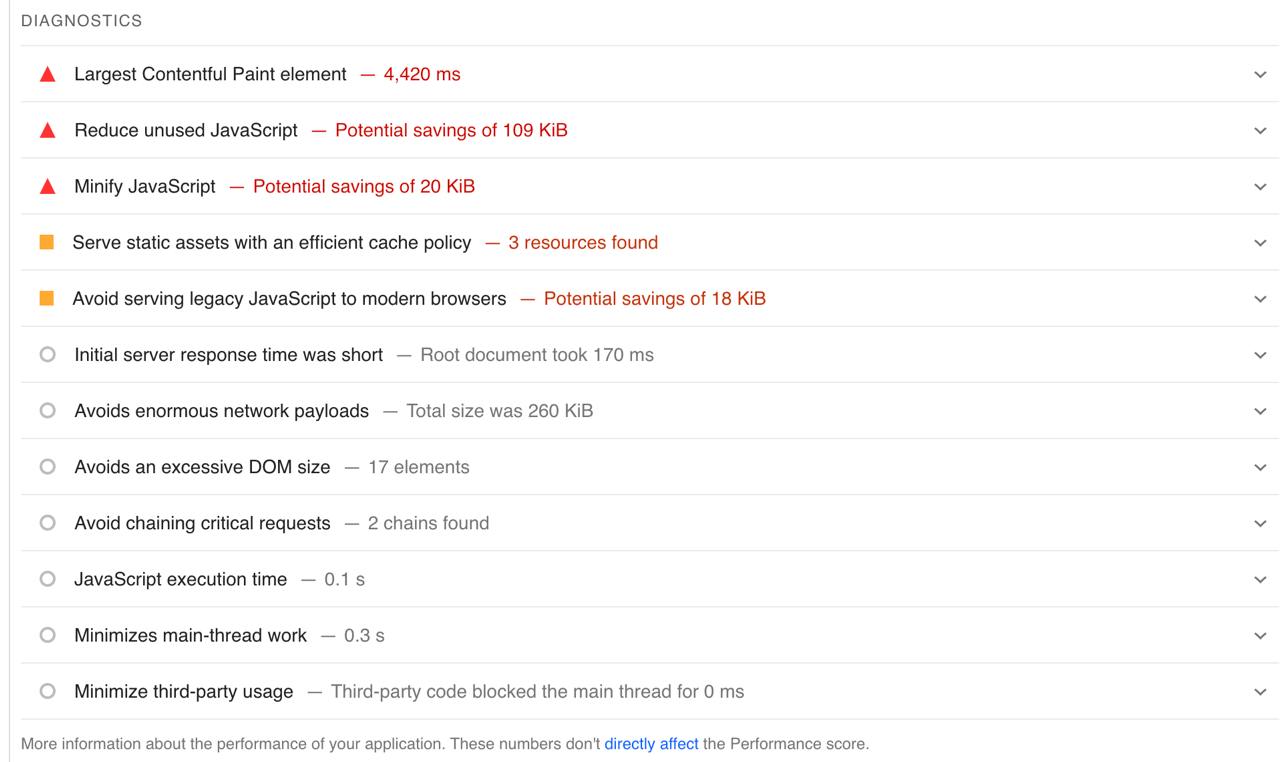 DIAGNOSTICS
Largest Contentful Paint element — 4,420 ms
Reduce unused JavaScript — Potential savings of 109 KiB
Minify JavaScript — Potential savings of 20 KiB
Serve static assets with an efficient cache policy — 3 resources found
Avoid serving legacy JavaScript to modern browsers — Potential savings of 18 KiB
Initial server response time was short — Root document took 170 ms
Avoids enormous network payloads — Total size was 260 KiB
Avoids an excessive DOM size — 17 elements
Avoid chaining critical requests — 2 chains found
JavaScript execution time — 0.1 s
Minimizes main-thread work — 0.3 s
Minimize third-party usage — Third-party code blocked the main thread for 0 ms
More information about the performance of your application. These numbers don't directly affect the Performance score.